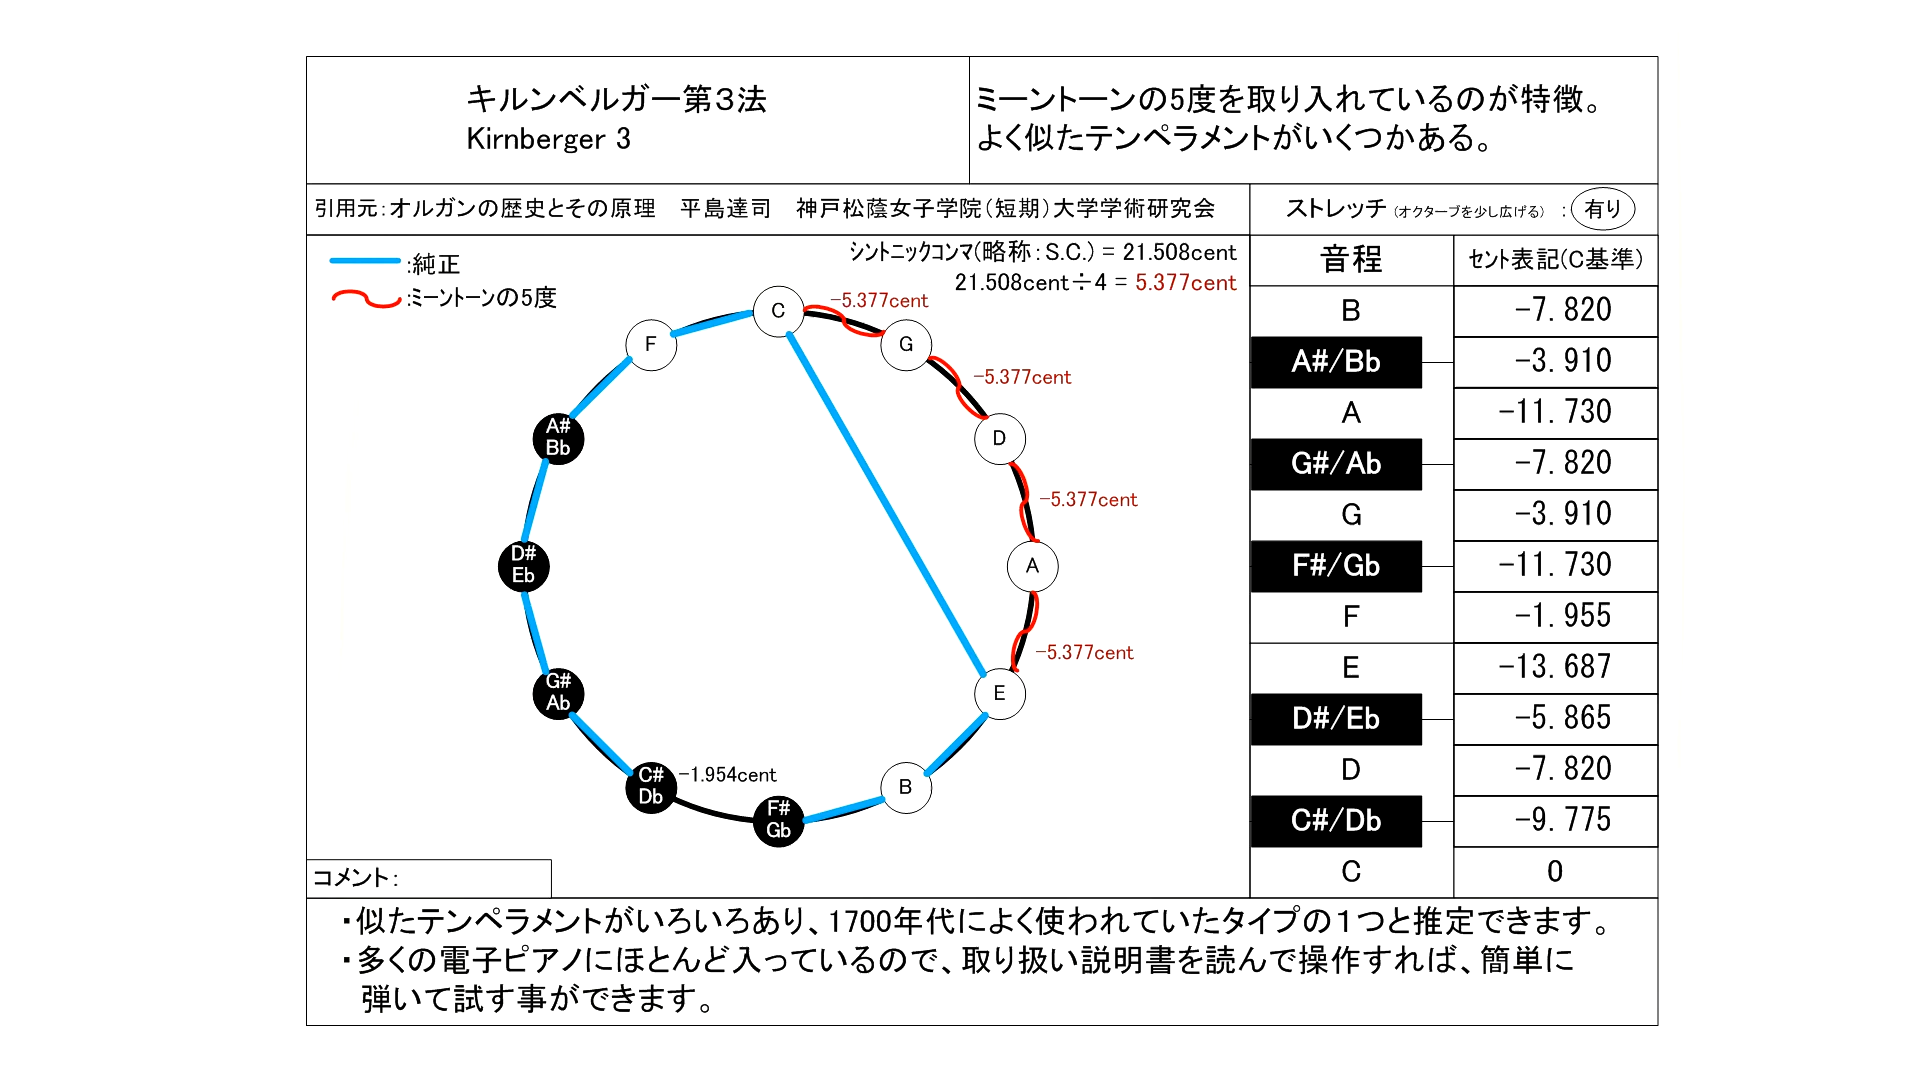 キルンベルガー第３法
Kirnberger 3
ミーントーンの5度を取り入れているのが特徴。
よく似たテンペラメントがいくつかある。
引用元：オルガンの歴史とその原理　平島達司　神戸松蔭女子学院（短期）大学学術研究会
ストレッチ（オクターブを少し広げる）：有り
:純正
:ミーントーンの5度
シントニックコンマ(略称：S.C.) = 21.508cent
21.508cent÷4 = 5.377cent
C
-5.377cent
G
-5.377cent
D
-5.377cent
A
-5.377cent
E
B
F#
Gb
-1.954cent
C#
Db
G#
Ab
D#
Eb
A#
Bb
F
音程 セント表記(C基準)
B -7.820
A#/Bb -3.910
A -11.730
G#/Ab -7.820
G -3.910
F#/Gb -11.730
F -1.955
E -13.687
D#/Eb -5.865
D -7.820
C#/Db -9.775
C 0
コメント：
・似たテンペラメントがいろいろあり、1700年代によく使われていたタイプの１つと推定できます。
・多くの電子ピアノにほとんど入っているので、取り扱い説明書を読んで操作すれば、簡単に
弾いて試す事ができます。